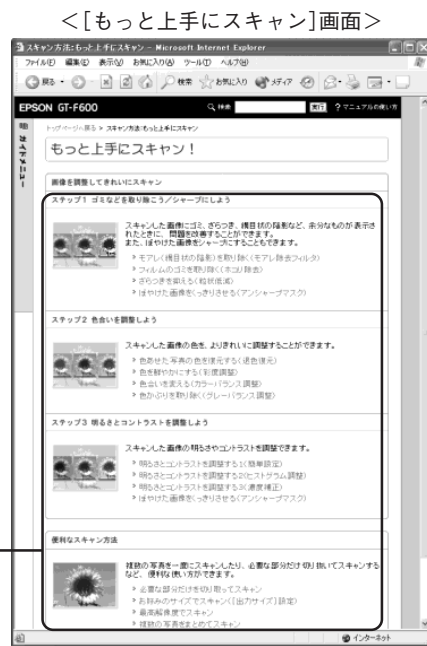 <[もっと上手にスキャン]画面>
スキャン方法:もっと上手にスキャン - Microsoft Internet Explorer
ファイル(F) 編集(E) 表示(V) お気に入り(A) ツール(T) ヘルプ(H)
戻る 検索 お気に入り メディア
EPSON GT-F600 検索 実行 ? マニュアルの使い方
トップページへ戻る > スキャン方法:もっと上手にスキャン
もっと上手にスキャン!
画像を調整してきれいにスキャン
ステップ1 ゴミなどを取り除こう/シャープにしよう
スキャンした画像にゴミ、ざらつき、網目状の陰影など、余分なものが表示さ
れたときに、問題を改善することができます。
また、ぼやけた画像をシャープにすることもできます。
モアレ(網目状の陰影)を取り除く(モアレ除去フィルタ)
フィルムのゴミを取り除く(ホコリ除去)
ざらつきを抑える(粒状低減)
ぼやけた画像をくっきりさせる(アンシャープマスク)
ステップ2 色合いを調整しよう
スキャンした画像の色を、よりきれいに調整することができます。
色あせた写真の色を復元する(退色復元)
色を鮮やかにする(彩度調整)
色合いを変える(カラーバランス調整)
色かぶりを取り除く(グレーバランス調整)
ステップ3 明るさとコントラストを調整しよう
スキャンした画像の明るさやコントラストを調整できます。
明るさとコントラストを調整する1(簡単設定)
明るさとコントラストを調整する2(ヒストグラム調整)
明るさとコントラストを調整する3(濃度補正)
ぼやけた画像をくっきりさせる(アンシャープマスク)
便利なスキャン方法
複数の写真を一度にスキャンしたり、必要な部分だけ切り抜いてスキャンする
など、便利な使い方ができます。
必要な部分だけを切り取ってスキャン
お好みのサイズでスキャン([出力サイズ]設定)
最高解像度でスキャン
複数の写真をまとめてスキャン
インターネット